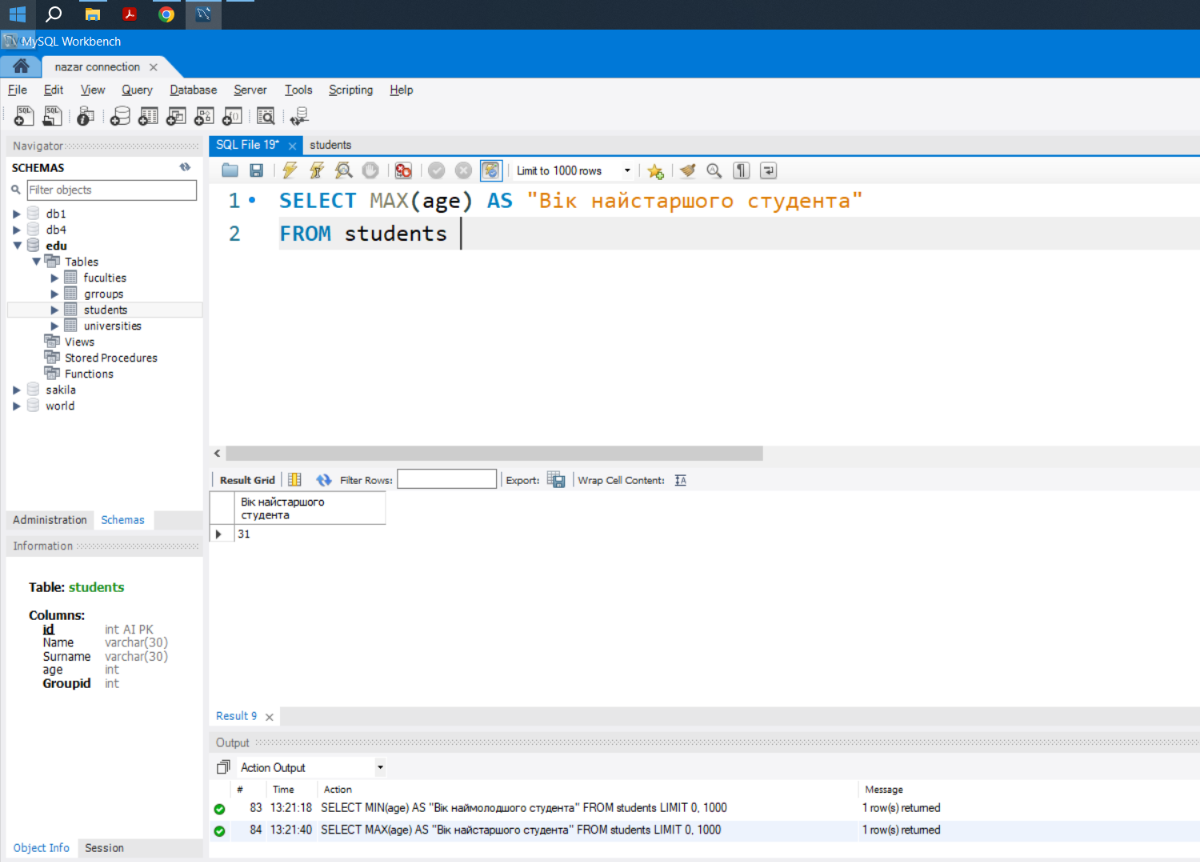 MySQL Workbench
nazar connection
File Edit View Query Database Server Tools Scripting Help
Navigator
SCHEMAS
Filter objects
db1
db4
edu
Tables
fuculties
grroups
students
universities
Views
Stored Procedures
Functions
sakila
world
Administration Schemas
Information
Table: students
Columns:
id int AI PK
Name varchar(30)
Surname varchar(30)
age int
Groupid int
Object Info Session
SQL File 19* students
Limit to 1000 rows
1 SELECT MAX(age) AS "Вік найстаршого студента"
2 FROM students
Result Grid Filter Rows: Export: Wrap Cell Content:
Вік найстаршого
студента
31
Result 9
Output
Action Output
# Time Action Message
83 13:21:18 SELECT MIN(age) AS "Вік наймолодшого студента" FROM students LIMIT 0, 1000 1 row(s) returned
84 13:21:40 SELECT MAX(age) AS "Вік найстаршого студента" FROM students LIMIT 0, 1000 1 row(s) returned